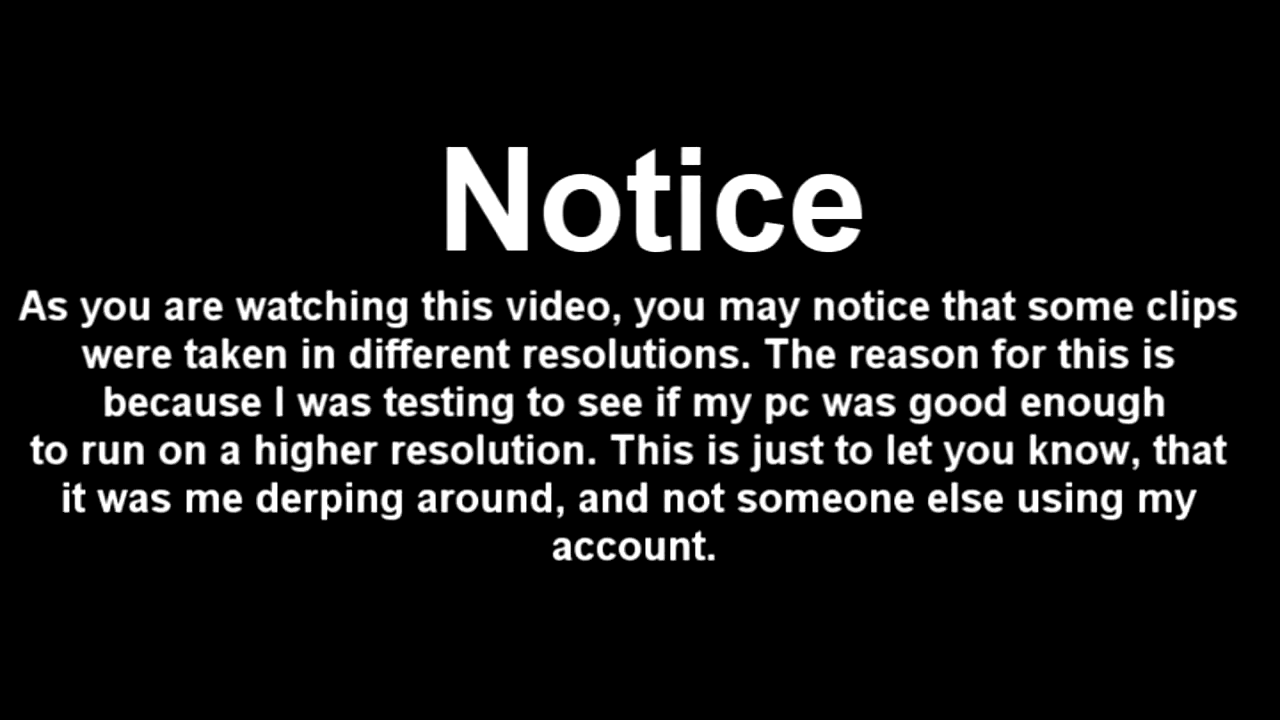 Notice
As you are watching this video, you may notice that some clips
were taken in different resolutions. The reason for this is
because I was testing to see if my pc was good enough
to run on a higher resolution. This is just to let you know, that
it was me derping around, and not someone else using my
account.